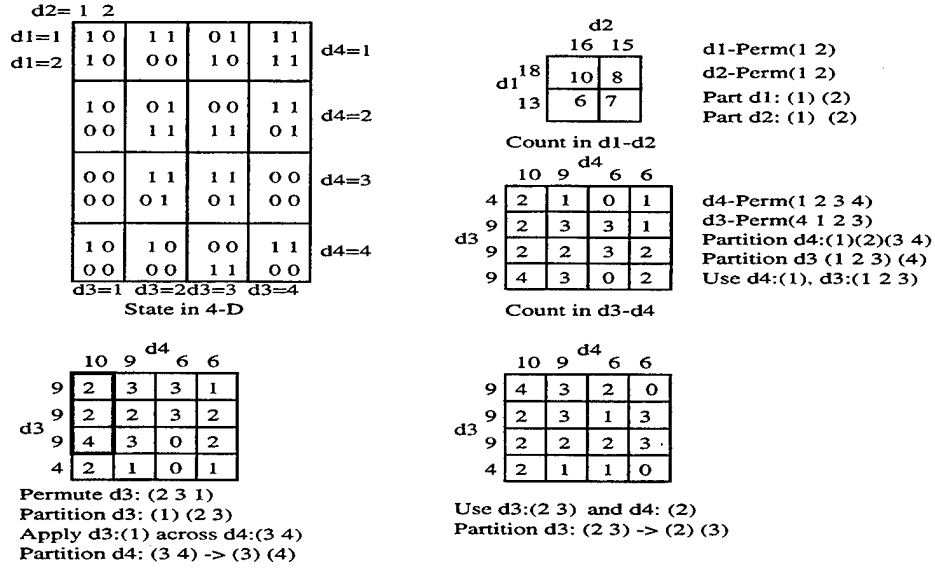 d2= 1 2
d1=1 1 0 1 1 0 1 1 1 d4=1
d1=2 1 0 0 0 1 0 1 1
1 0 0 1 0 0 1 1 d4=2
0 0 1 1 1 1 0 1
0 0 1 1 1 1 0 0 d4=3
0 0 0 1 0 1 0 0
1 0 1 0 0 0 1 1 d4=4
0 0 0 0 1 1 0 0
d3=1 d3=2 d3=3 d3=4
State in 4-D
d2
16 15
d1 18 10 8
13 6 7
Count in d1-d2
d1-Perm(1 2)
d2-Perm(1 2)
Part d1: (1) (2)
Part d2: (1) (2)
d4
10 9 6 6
4 2 1 0 1
d3 9 2 3 3 1
9 2 2 3 2
9 4 3 0 2
Count in d3-d4
d4-Perm(1 2 3 4)
d3-Perm(4 1 2 3)
Partition d4:(1)(2)(3 4)
Partition d3 (1 2 3) (4)
Use d4:(1), d3:(1 2 3)
d4
10 9 6 6
9 2 3 3 1
9 2 2 3 2
d3 9 4 3 0 2
4 2 1 0 1
Permute d3: (2 3 1)
Partition d3: (1) (2 3)
Apply d3:(1) across d4:(3 4)
Partition d4: (3 4) -> (3) (4)
d4
10 9 6 6
9 4 3 2 0
9 2 3 1 3
d3 9 2 2 2 3
4 2 1 1 0
Use d3:(2 3) and d4: (2)
Partition d3: (2 3) -> (2) (3)